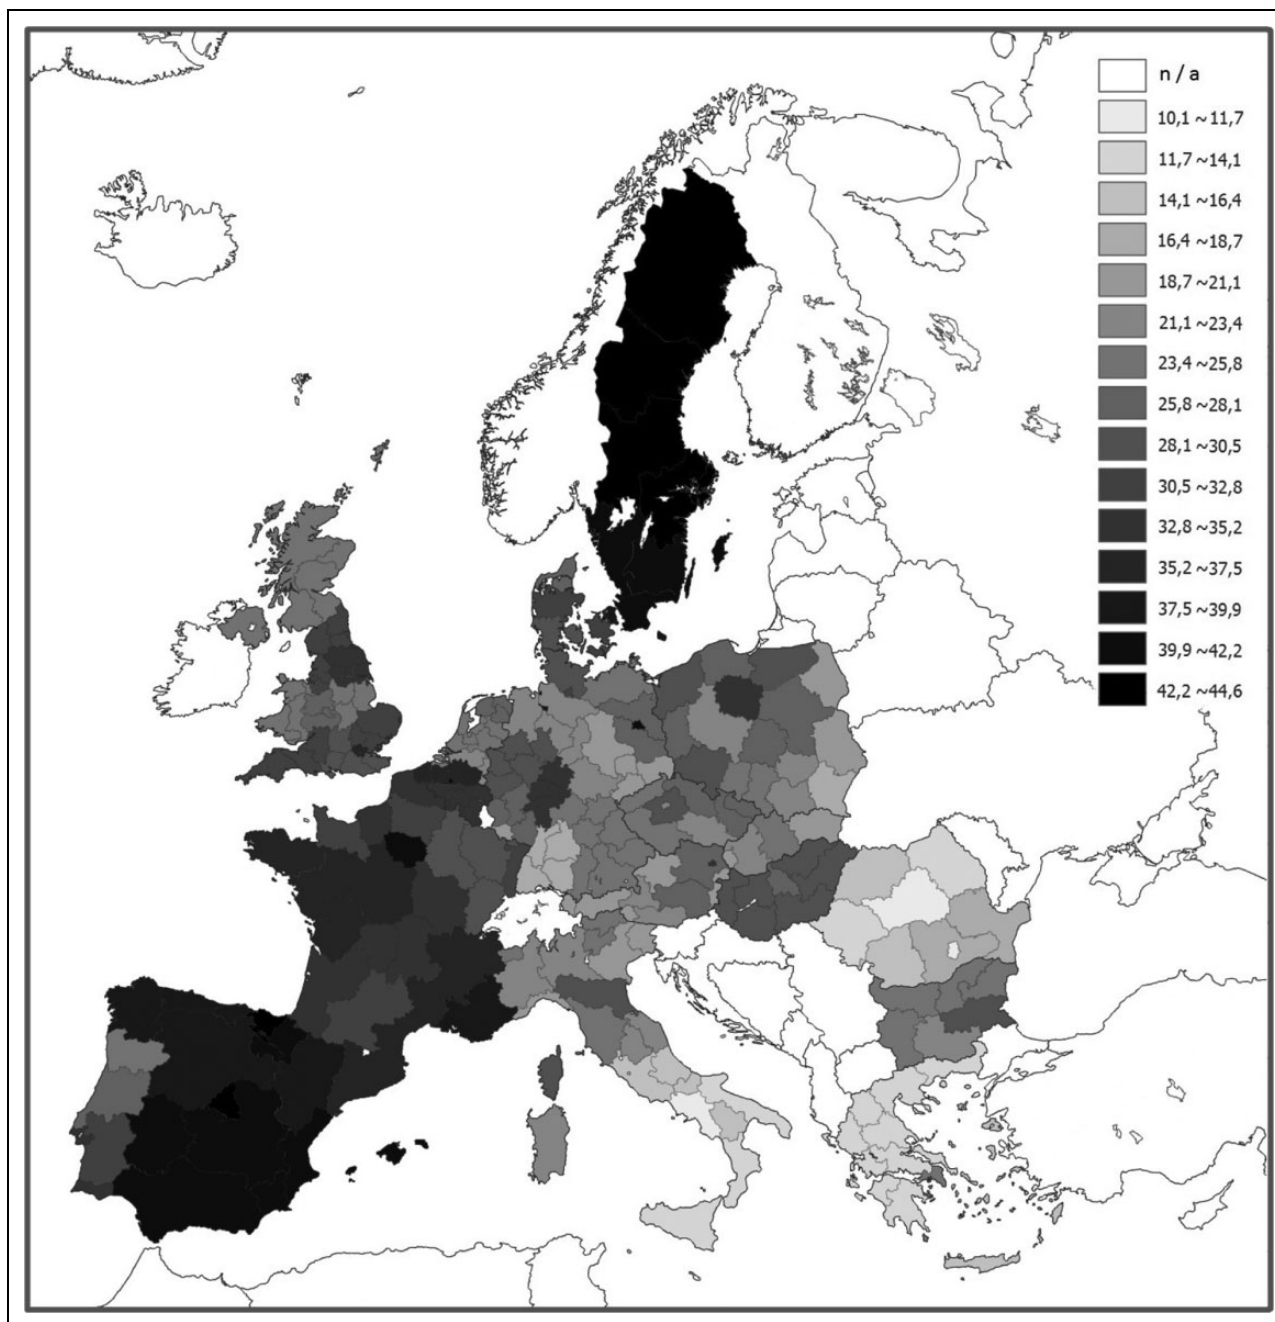 n / a
10,1 ~ 11,7
11,7 ~ 14,1
14,1 ~ 16,4
16,4 ~ 18,7
18,7 ~ 21,1
21,1 ~ 23,4
23,4 ~ 25,8
25,8 ~ 28,1
28,1 ~ 30,5
30,5 ~ 32,8
32,8 ~ 35,2
35,2 ~ 37,5
37,5 ~ 39,9
39,9 ~ 42,2
42,2 ~ 44,6